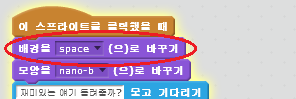 이 스프라이트를 클릭했을 때
배경을 space (으)로 바꾸기
모양을 nano-b (으)로 바꾸기
재미있는 얘기 들려줄까? 묻고 기다리기